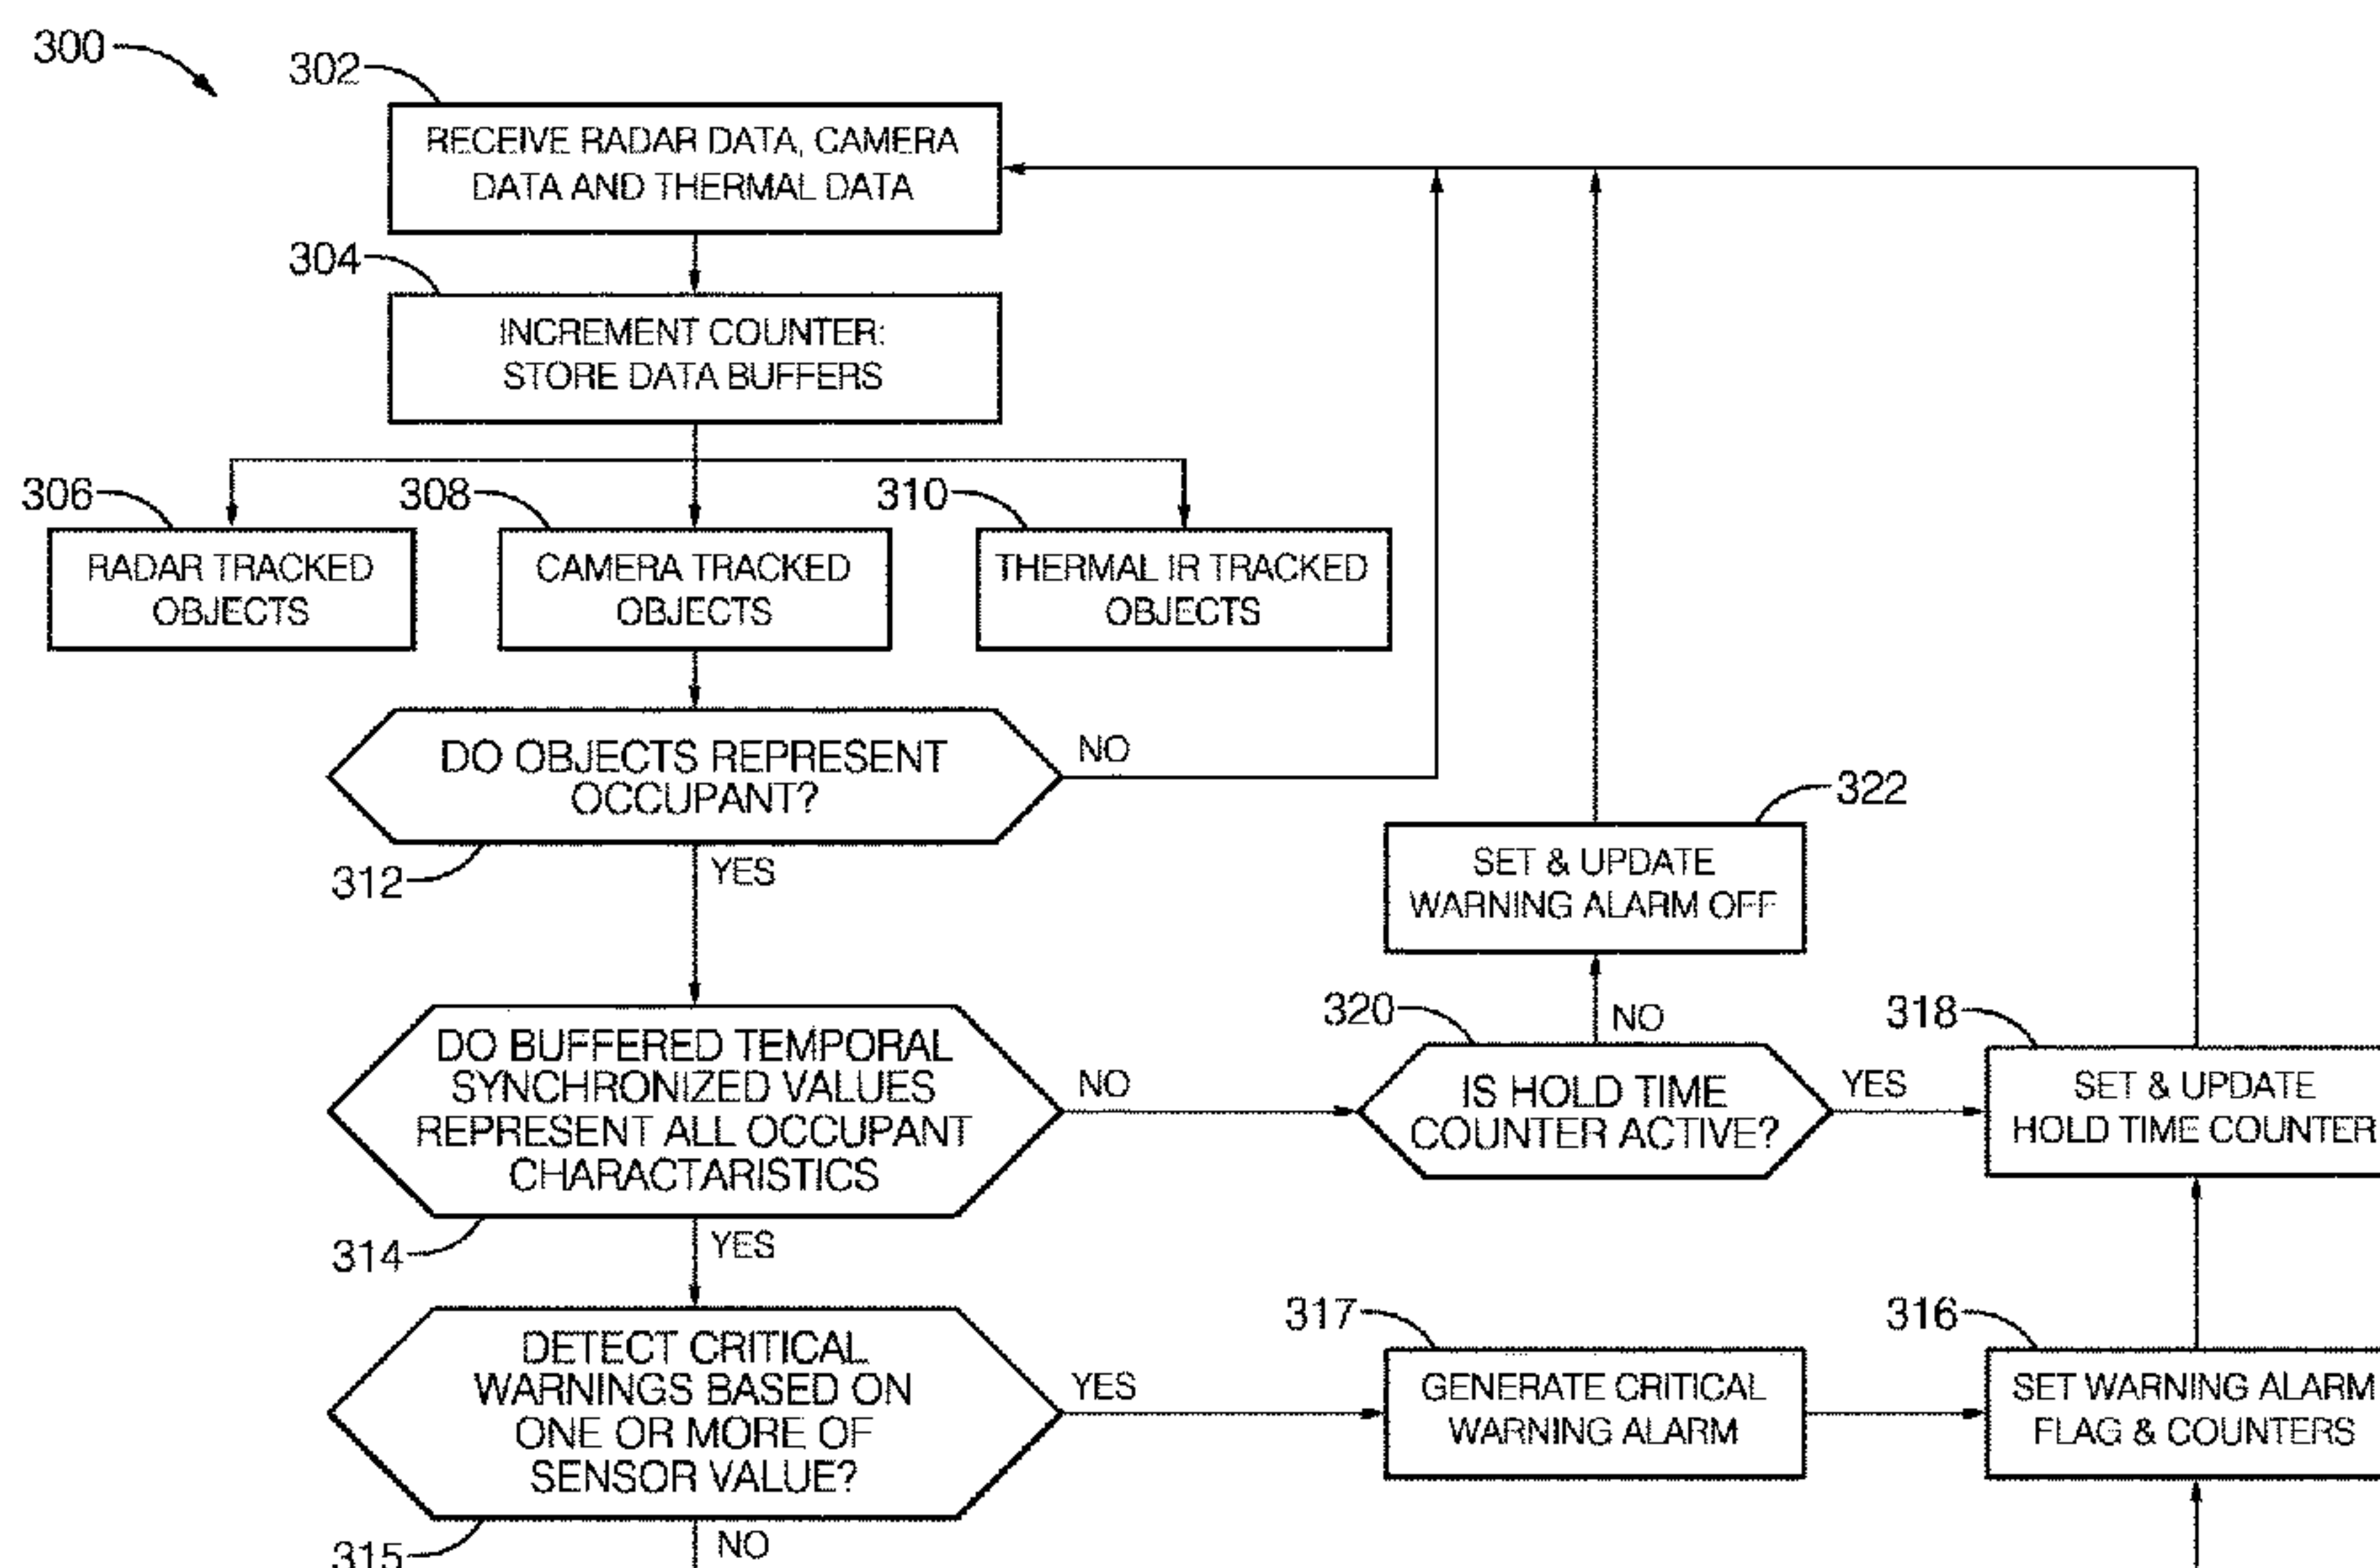 300
302
RECEIVE RADAR DATA, CAMERA
DATA AND THERMAL DATA
304
INCREMENT COUNTER:
STORE DATA BUFFERS
306
RADAR TRACKED
OBJECTS
308
CAMERA TRACKED
OBJECTS
310
THERMAL IR TRACKED
OBJECTS
DO OBJECTS REPRESENT
OCCUPANT?
NO
312
YES
322
SET & UPDATE
WARNING ALARM OFF
DO BUFFERED TEMPORAL
SYNCHRONIZED VALUES
REPRESENT ALL OCCUPANT
CHARACTARISTICS
NO
320
NO
IS HOLD TIME
COUNTER ACTIVE?
YES
318
SET & UPDATE
HOLD TIME COUNTER
314
YES
DETECT CRITICAL
WARNINGS BASED ON
ONE OR MORE OF
SENSOR VALUE?
YES
317
GENERATE CRITICAL
WARNING ALARM
316
SET WARNING ALARM
FLAG & COUNTERS
315
NO